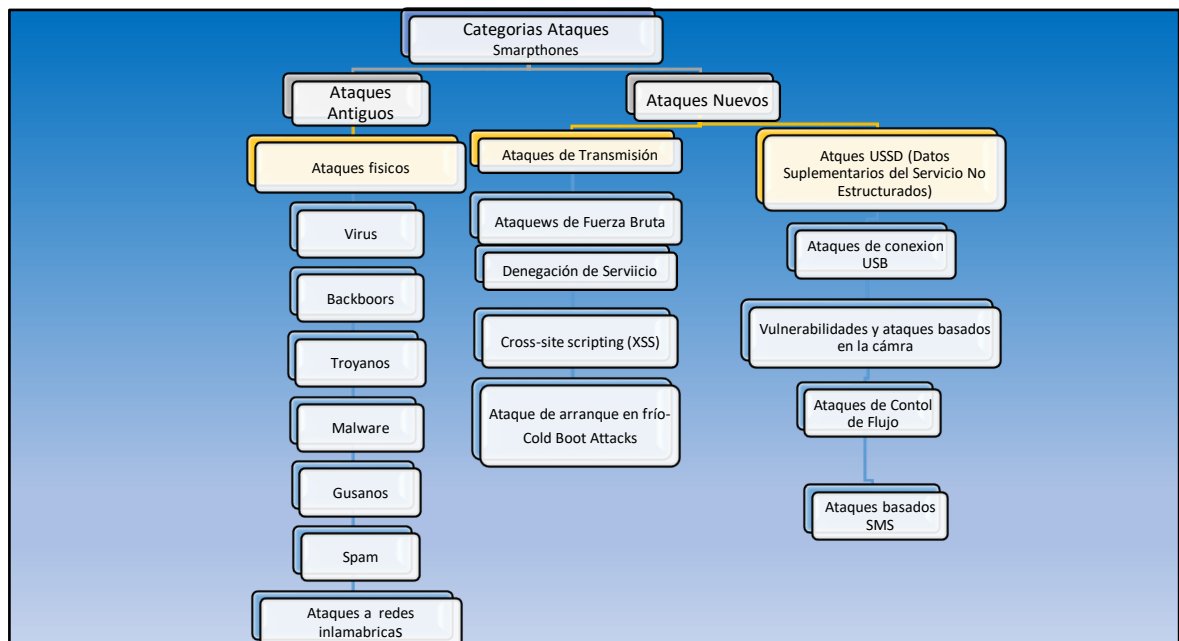 Categorias Ataques
Smarpthones
Ataques
Antiguos
Ataques Nuevos
Ataques fisicos
Virus
Backboors
Troyanos
Malware
Gusanos
Spam
Ataques a redes
inlamabricas
Ataques de Transmisión
Ataquews de Fuerza Bruta
Denegación de Serviicio
Cross-site scripting (XSS)
Ataque de arranque en frío-
Cold Boot Attacks
Atques USSD (Datos
Suplementarios del Servicio No
Estructurados)
Ataques de conexion
USB
Vulnerabilidades y ataques basados
en la cámra
Ataques de Contol
de Flujo
Ataques basados
SMS